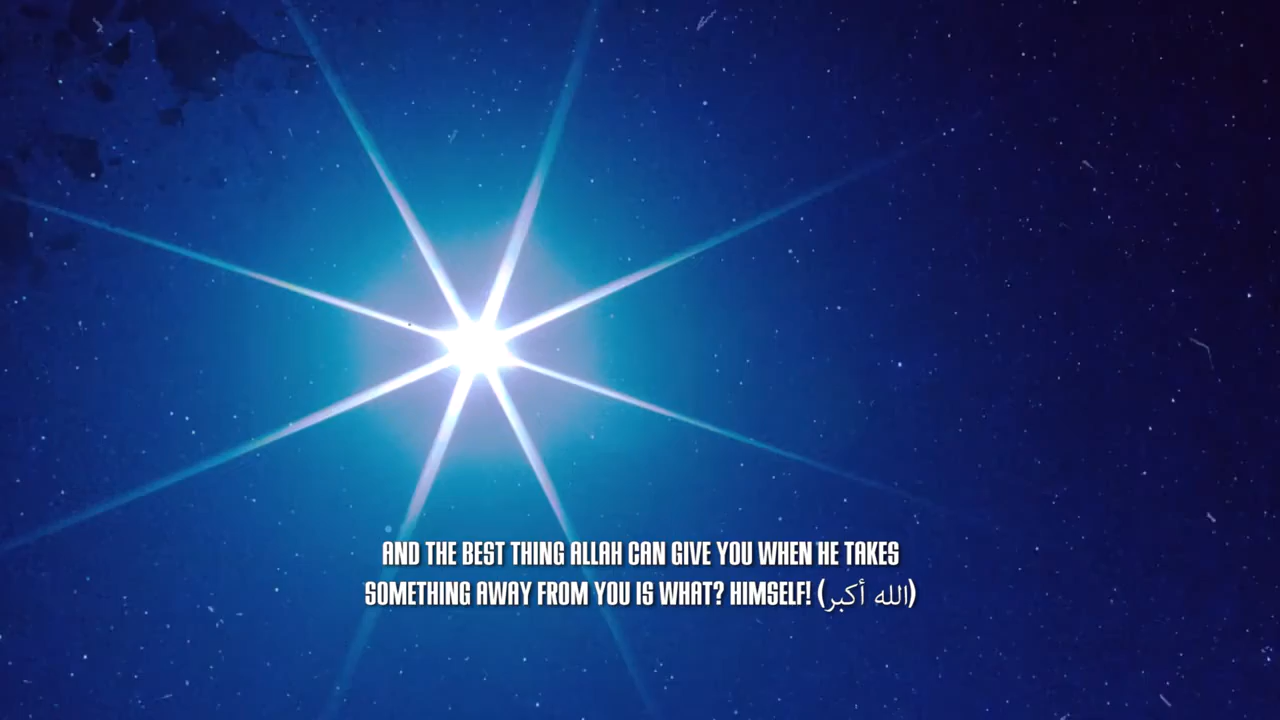 AND THE BEST THING ALLAH CAN GIVE YOU WHEN HE TAKES
SOMETHING AWAY FROM YOU IS WHAT? HIMSELF! (الله أكبر)